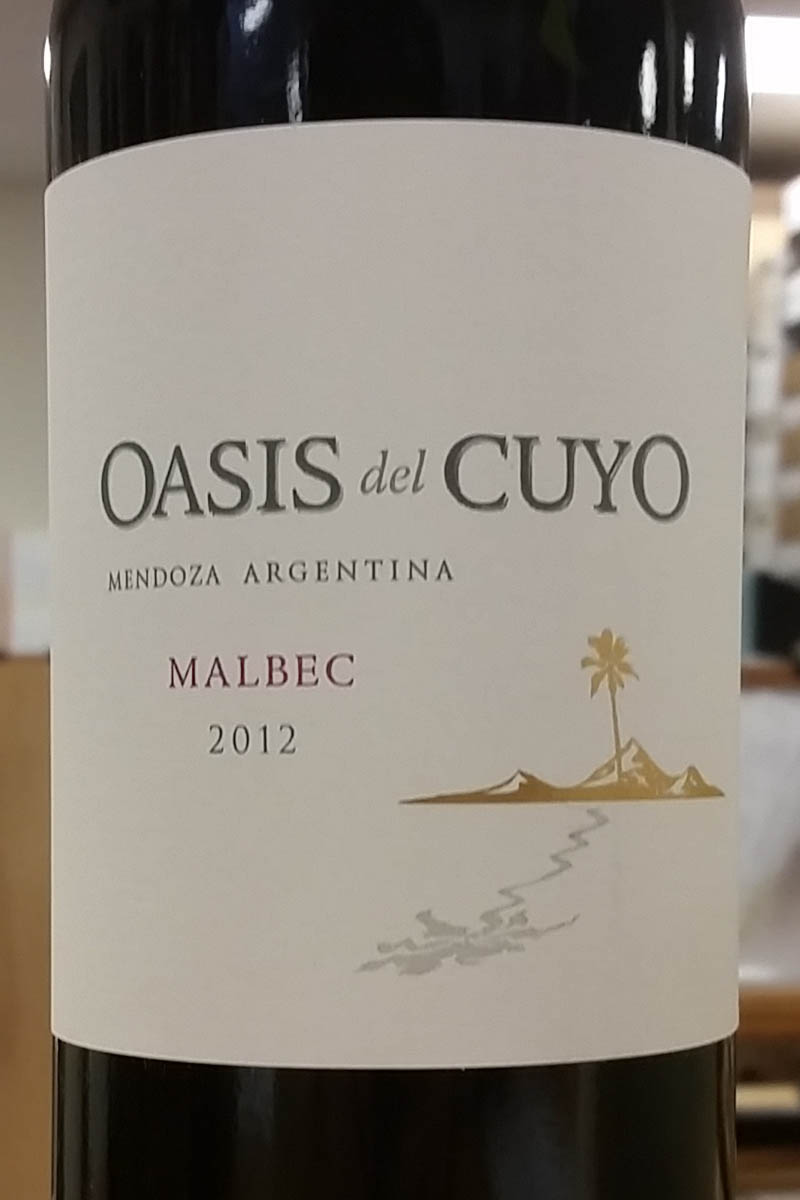 OASIS del CUYO
MENDOZA ARGENTINA
MALBEC
2012